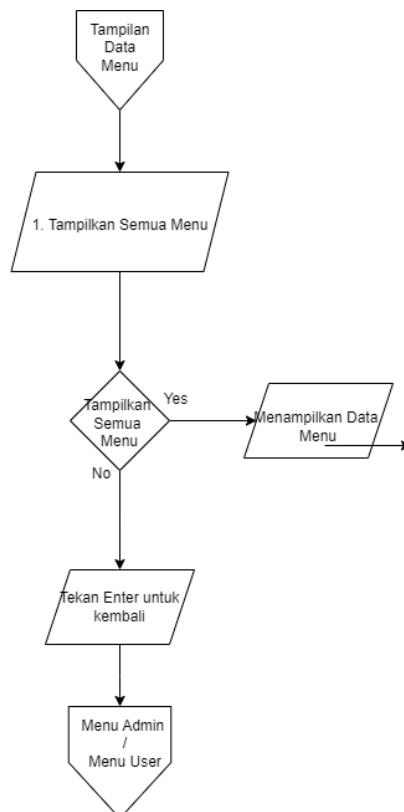 Tampilan
Data
Menu
1. Tampilkan Semua Menu
Tampilkan
Semua
Menu
Yes
No
Menampilkan Data
Menu
Tekan Enter untuk
kembali
Menu Admin
/
Menu User